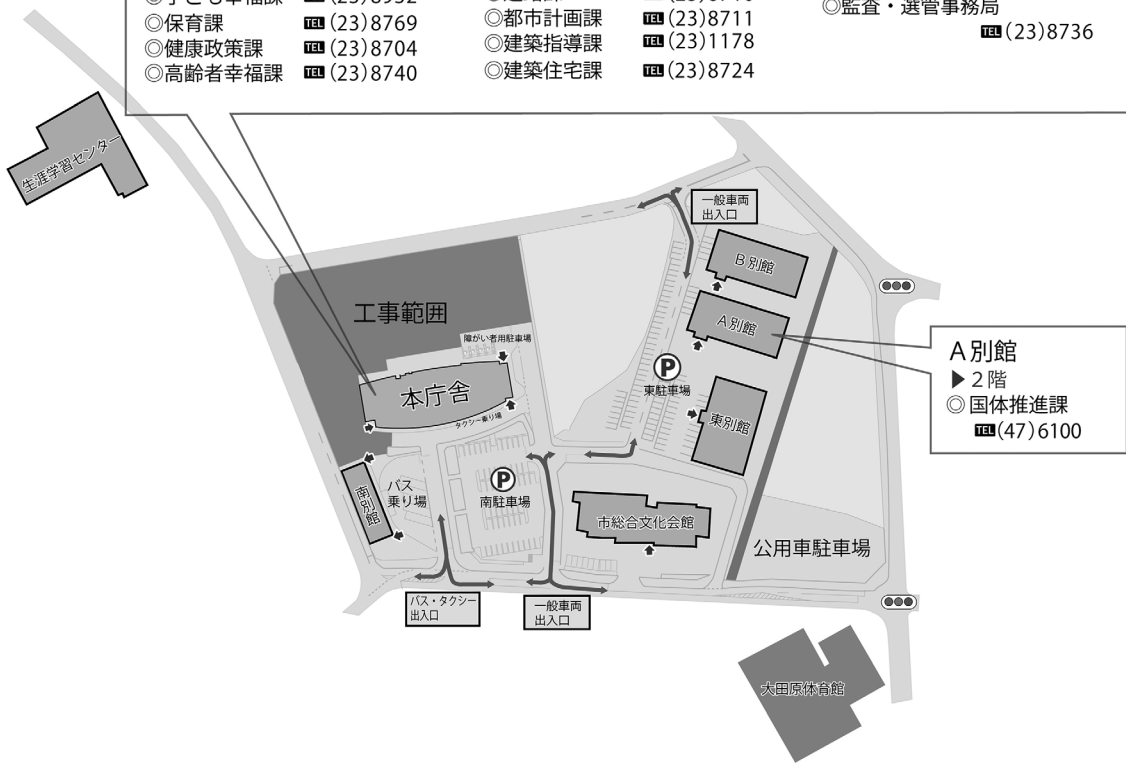 ◎保育課 TEL(23)8769
◎健康政策課 TEL(23)8704
◎高齢者幸福課 TEL(23)8740
◎都市計画課 TEL(23)8711
◎建築指導課 TEL(23)1178
◎建築住宅課 TEL(23)8724
◎監査・選管事務局
TEL(23)8736
生涯学習センター
一般車両
出入口
B別館
A別館
工事範囲
障がい者用駐車場
本庁舎
タクシー乗り場
P
東駐車場
東別館
A別館
▶2階
◎国体推進課
TEL(47)6100
南別館
バス
乗り場
P
南駐車場
市総合文化会館
公用車駐車場
バス・タクシー
出入口
一般車両
出入口
大田原体育館